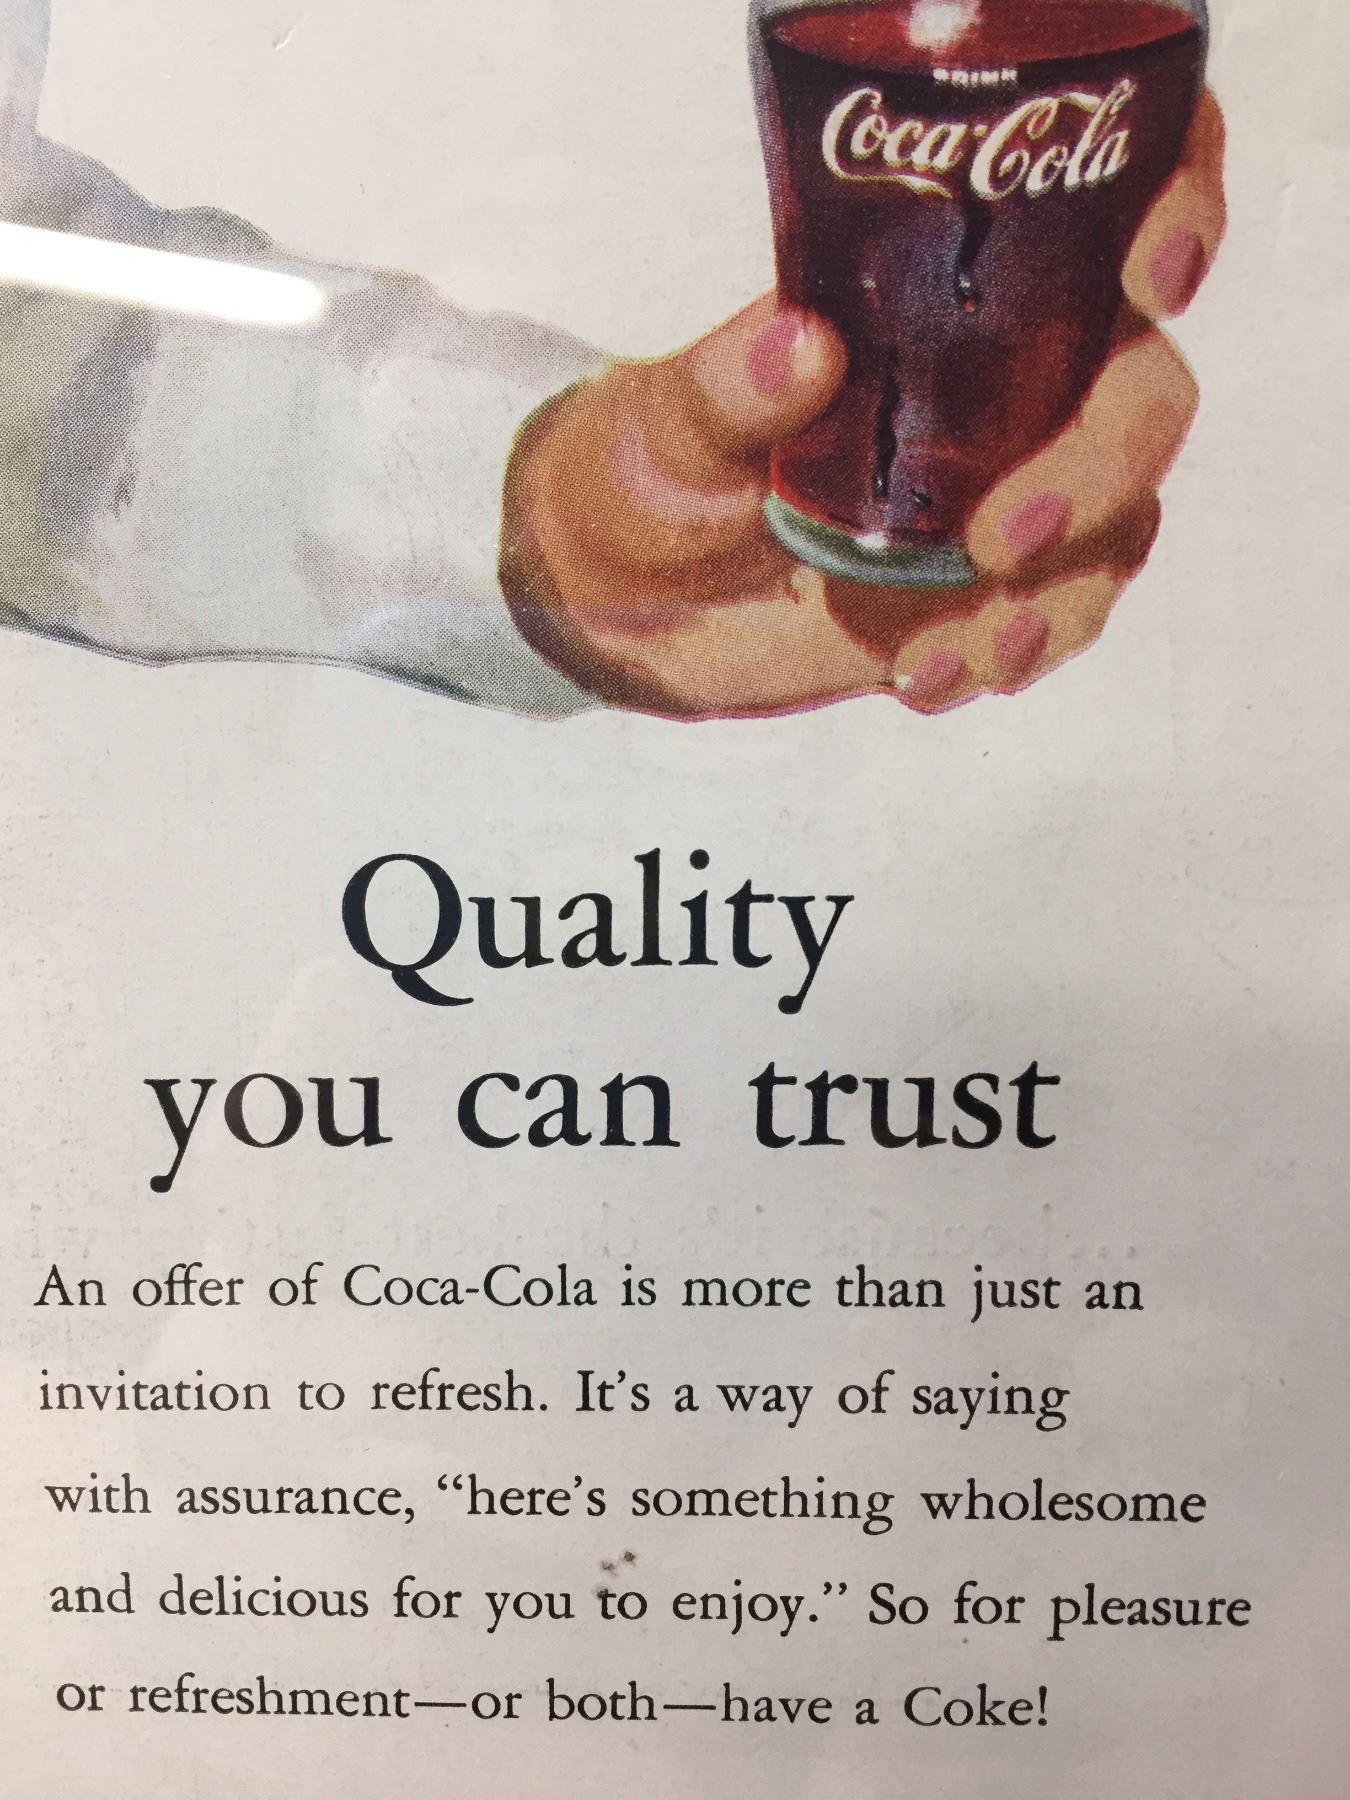 DRINK
Coca-Cola
Quality
you can trust
An offer of Coca-Cola is more than just an
invitation to refresh. It's a way of saying
with assurance, “here's something wholesome
and delicious for you to enjoy.” So for pleasure
or refreshment—or both—have a Coke!